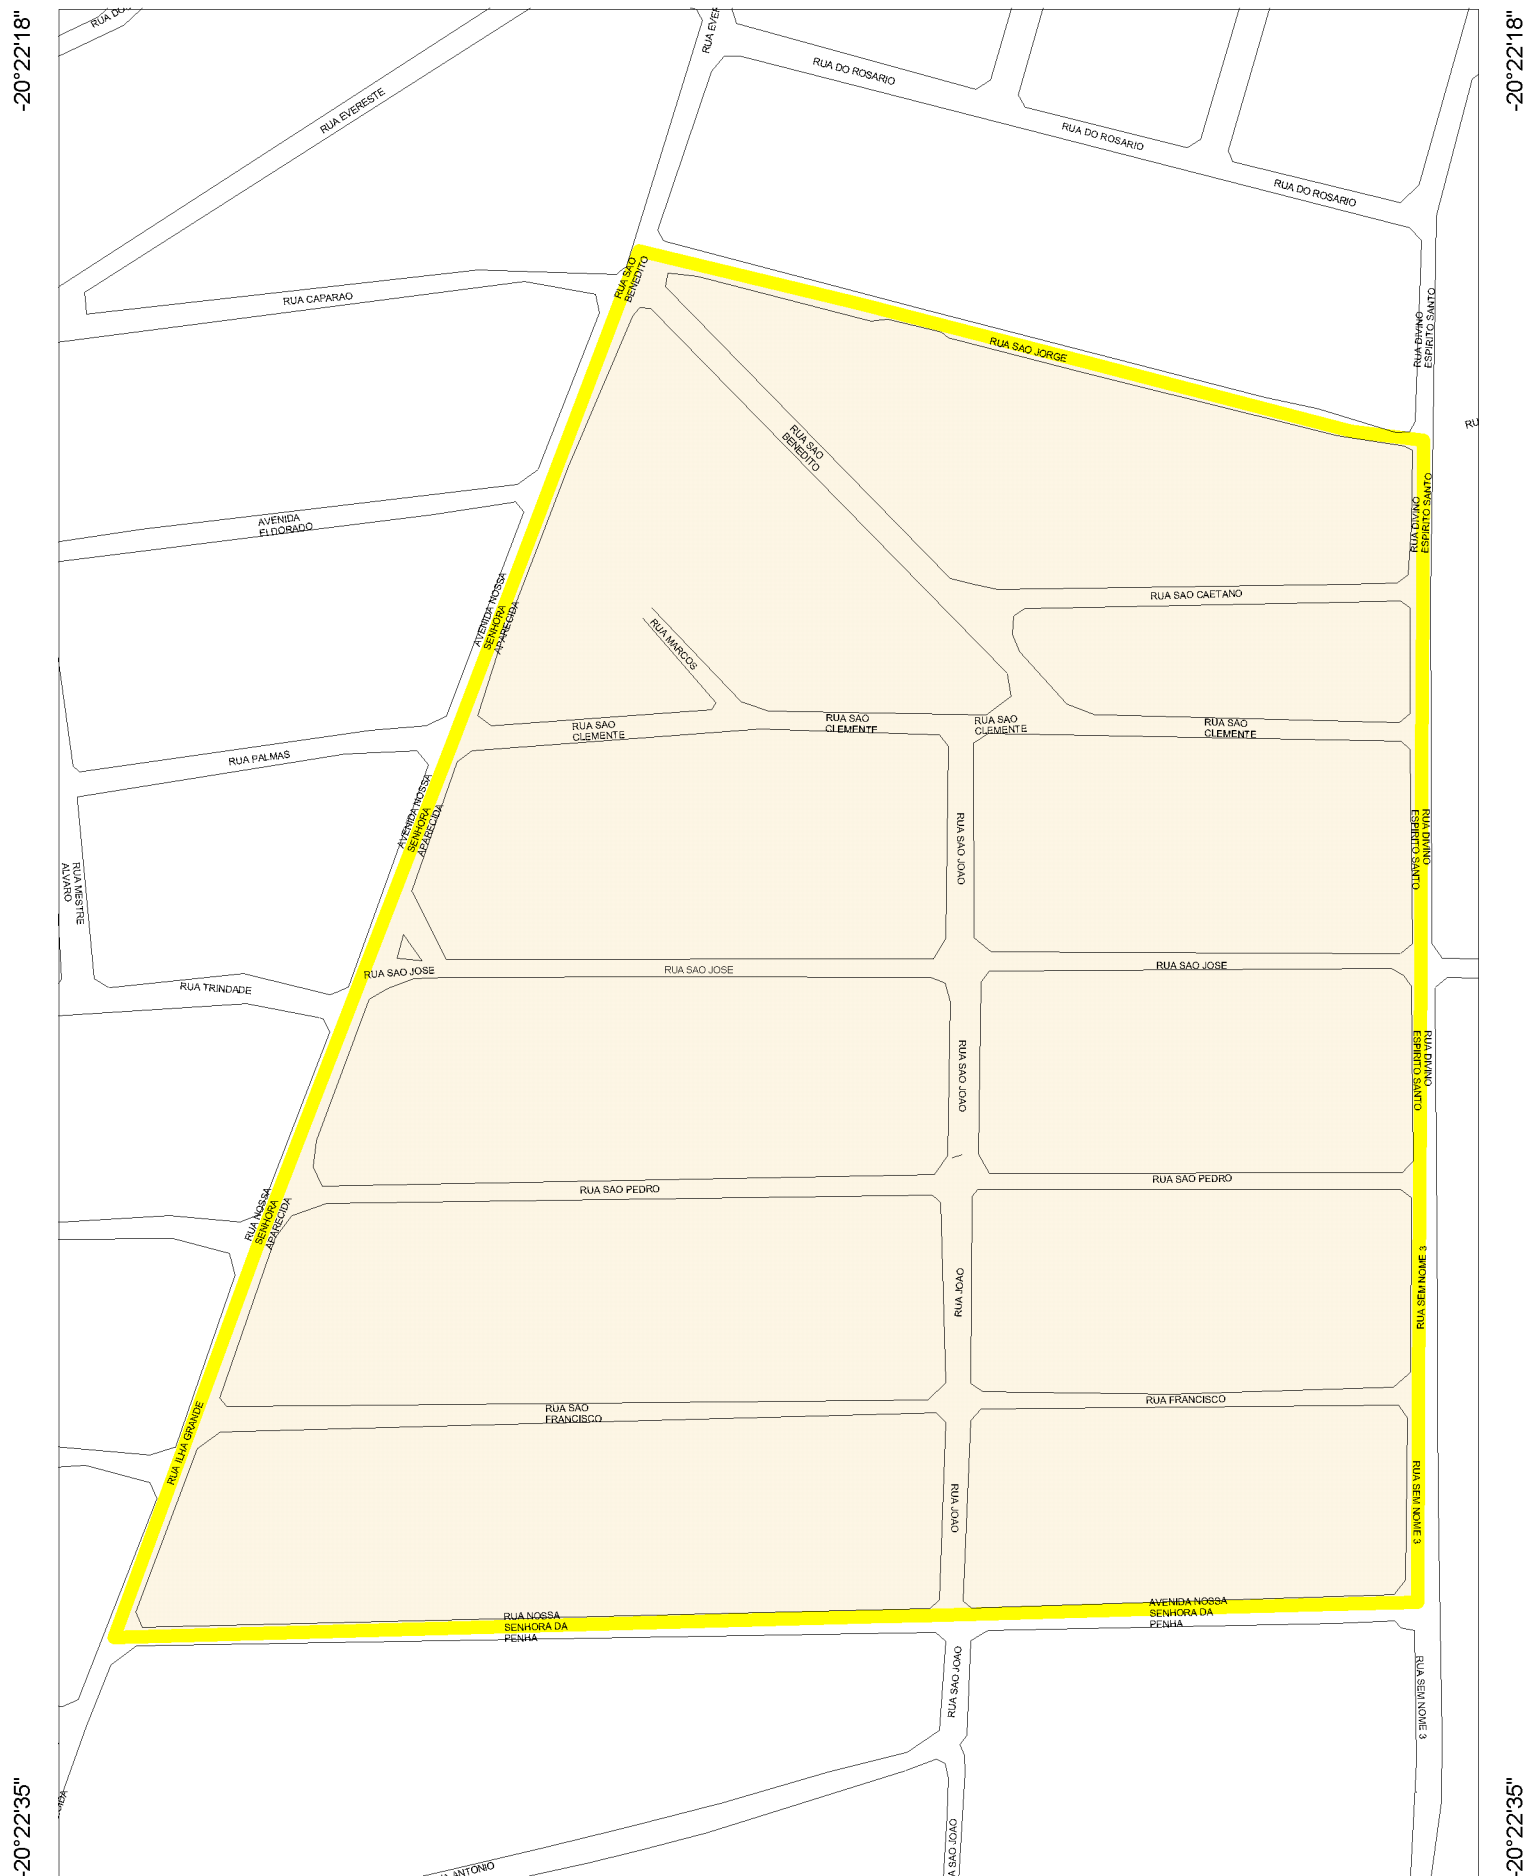 -20°22'18"
-20°22'18"
RUA DO ROSARIO
RUA EVERESTE
RUA DO ROSARIO
RUA DO ROSARIO
RUA SAO
BENEDITO
RUA CAPARAO
RUA DIVINO
ESPIRITO SANTO
RUA SAO JORGE
RUA SAO
BENEDITO
AVENIDA
ELDORADO
RUA DIVINO
ESPIRITO SANTO
AVENIDA NOSSA
SENHORA
APARECIDA
RUA SAO CAETANO
RUA MARCOS
RUA SAO
CLEMENTE
RUA SAO
CLEMENTE
RUA SAO
CLEMENTE
RUA SAO
CLEMENTE
RUA PALMAS
AVENIDA NOSSA
SENHORA
APARECIDA
RUA SAO JOAO
RUA DIVINO
ESPIRITO SANTO
RUA MESTRE
ALVARO
RUA SAO JOSE
RUA SAO JOSE
RUA SAO JOSE
RUA TRINDADE
RUA SAO JOAO
RUA DIVINO
ESPIRITO SANTO
RUA SAO PEDRO
RUA SAO PEDRO
RUA NOSSA
SENHORA
APARECIDA
RUA JOAO
RUA SEM NOME 3
RUA SAO
FRANCISCO
RUA FRANCISCO
RUA ILHA GRANDE
RUA JOAO
RUA SEM NOME 3
RUA NOSSA
SENHORA DA
PENHA
AVENIDA NOSSA
SENHORA DA
PENHA
RUA SAO JOAO
RUA SEM NOME 3
SAO JOAO
ANTONIO
-20°22'35"
-20°22'35"